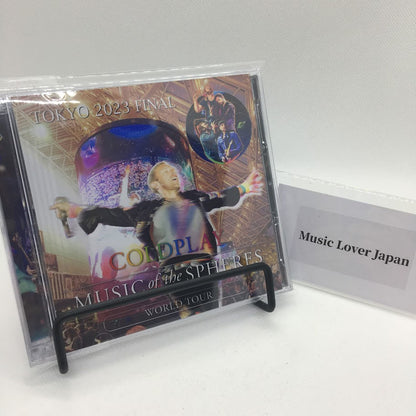 TOKYO 2023 FINAL
COLDPLAY
MUSIC of the SPHERES
WORLD TOUR
Music Lover Japan